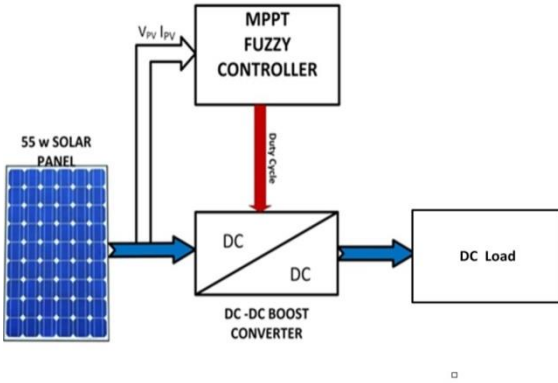 MPPT
FUZZY
CONTROLLER
VPV IPV
Duty Cycle
55 w SOLAR
PANEL
DC
DC
DC Load
DC -DC BOOST
CONVERTER